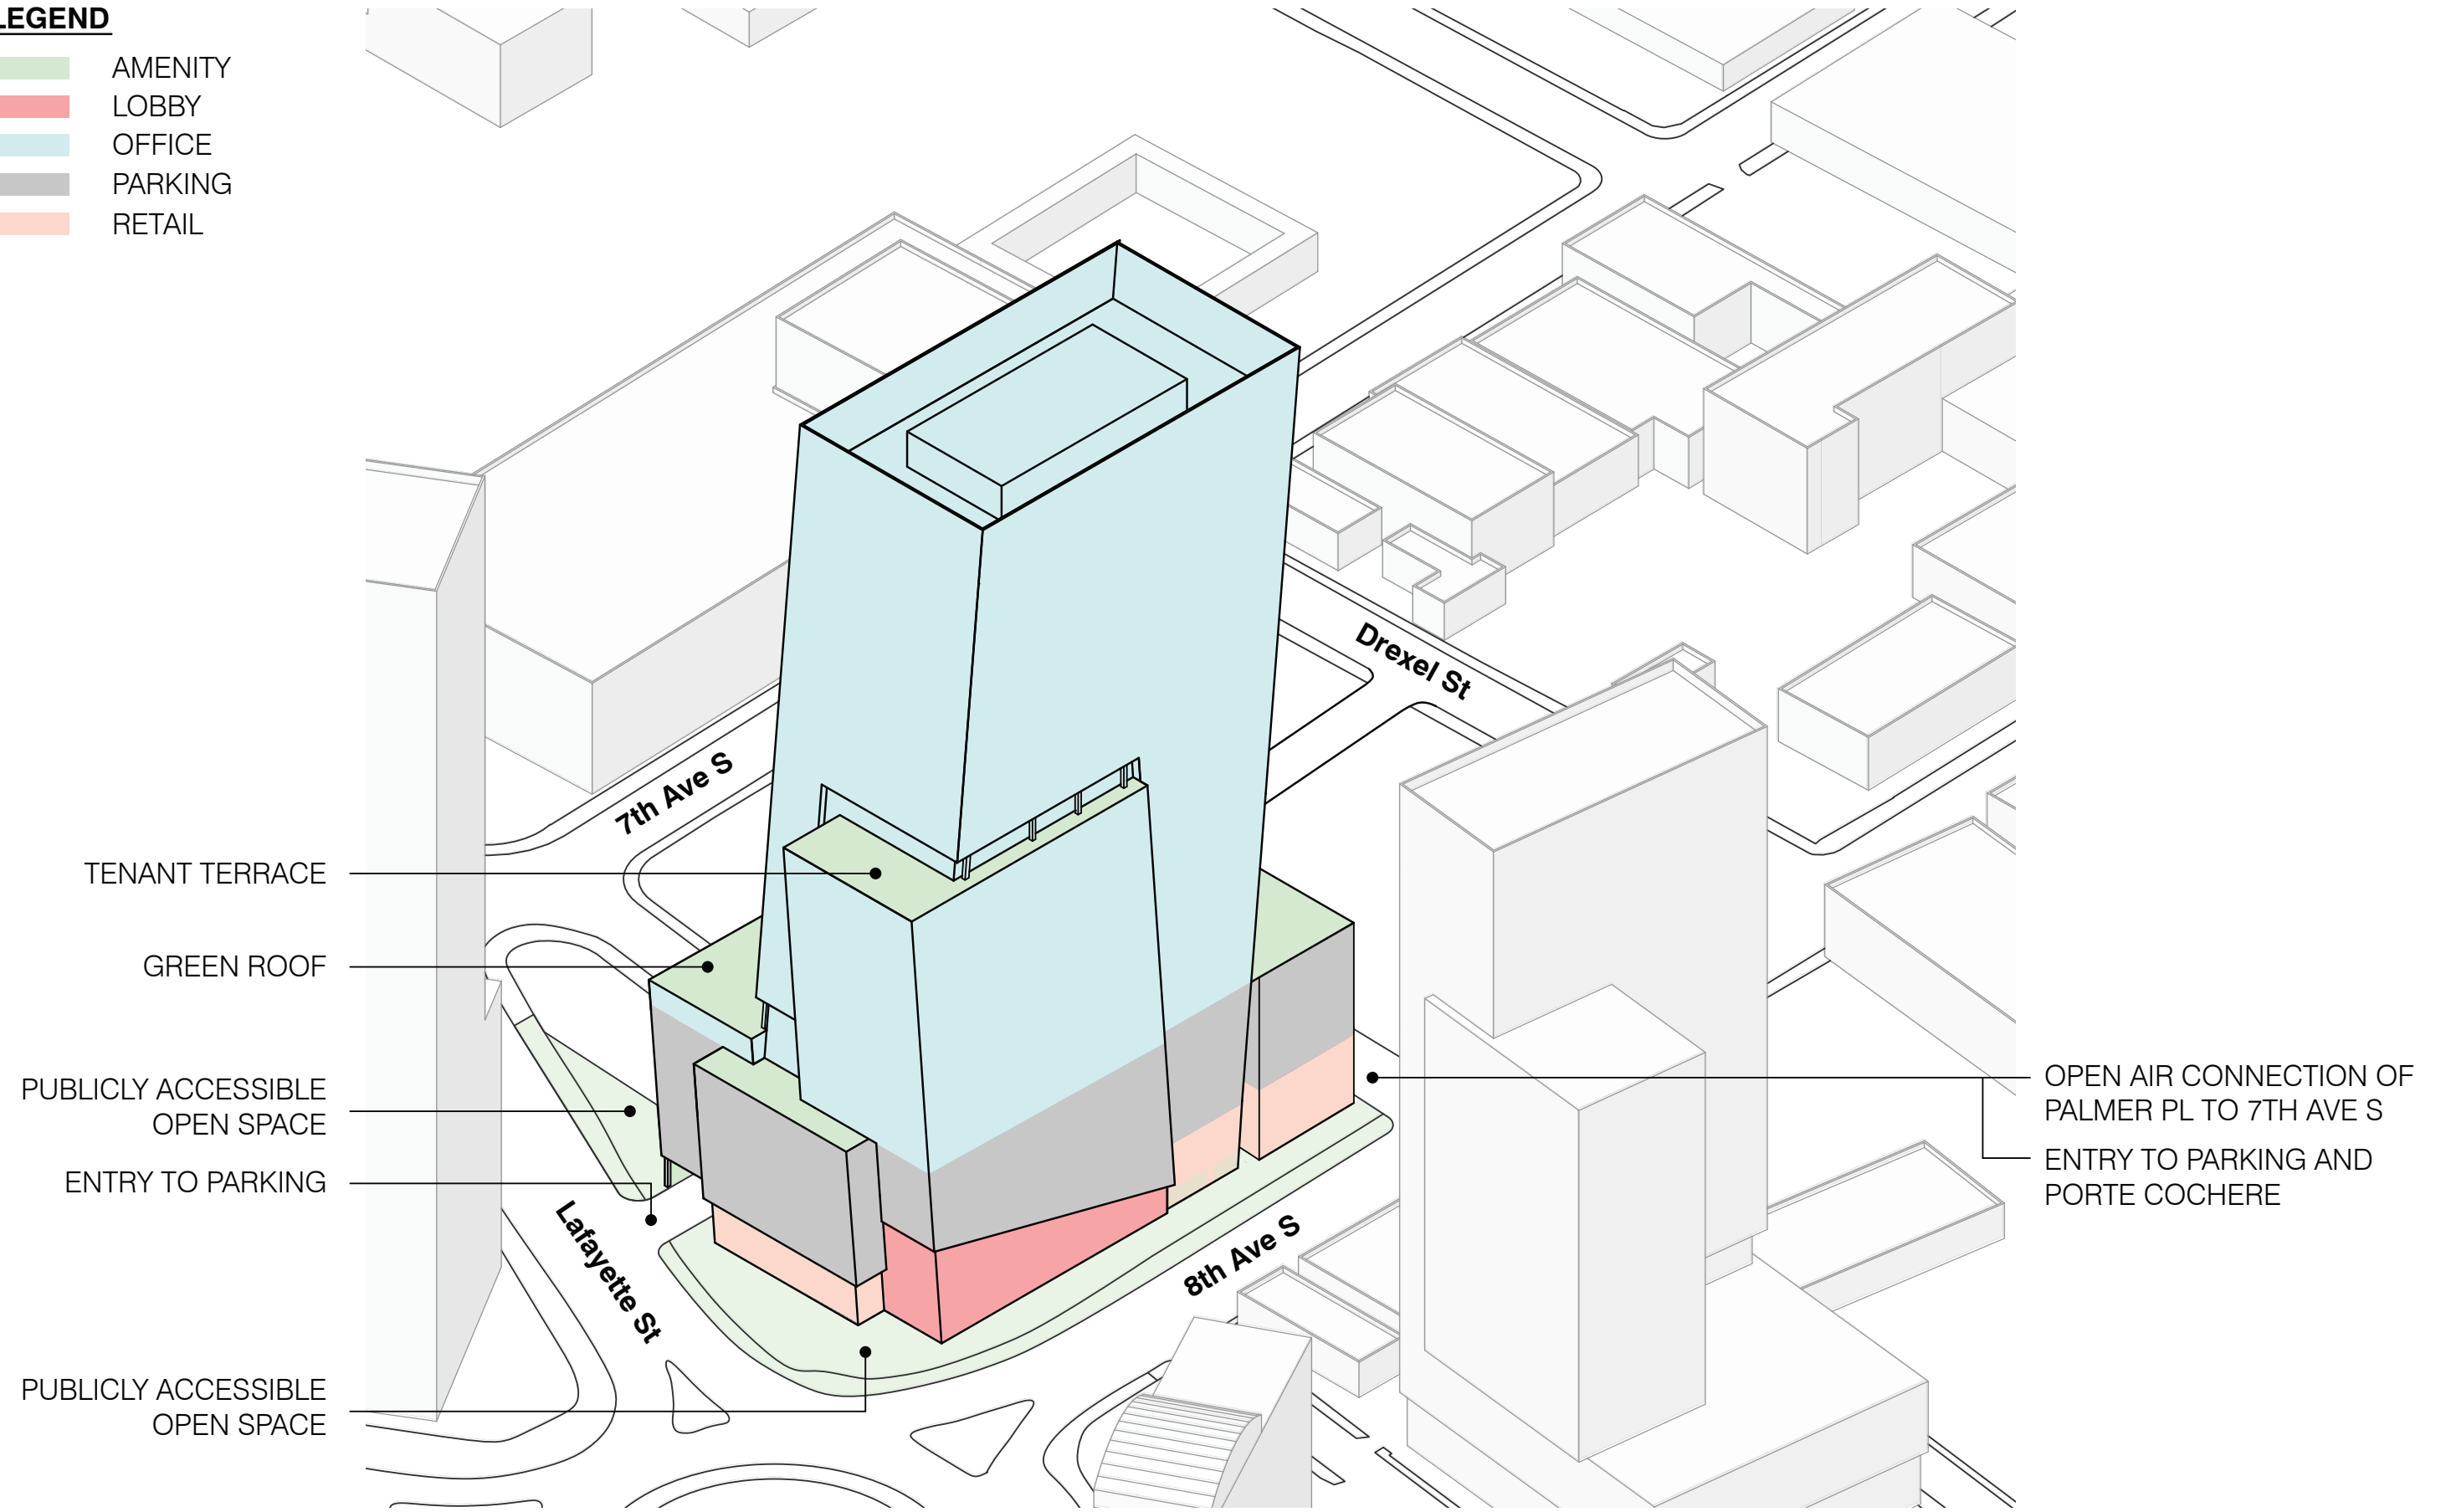 LEGEND
AMENITY
LOBBY
OFFICE
PARKING
RETAIL
Drexel St
7th Ave S
TENANT TERRACE
GREEN ROOF
PUBLICLY ACCESSIBLE
OPEN SPACE
ENTRY TO PARKING
Lafayette St
8th Ave S
PUBLICLY ACCESSIBLE
OPEN SPACE
OPEN AIR CONNECTION OF
PALMER PL TO 7TH AVE S
ENTRY TO PARKING AND
PORTE COCHERE